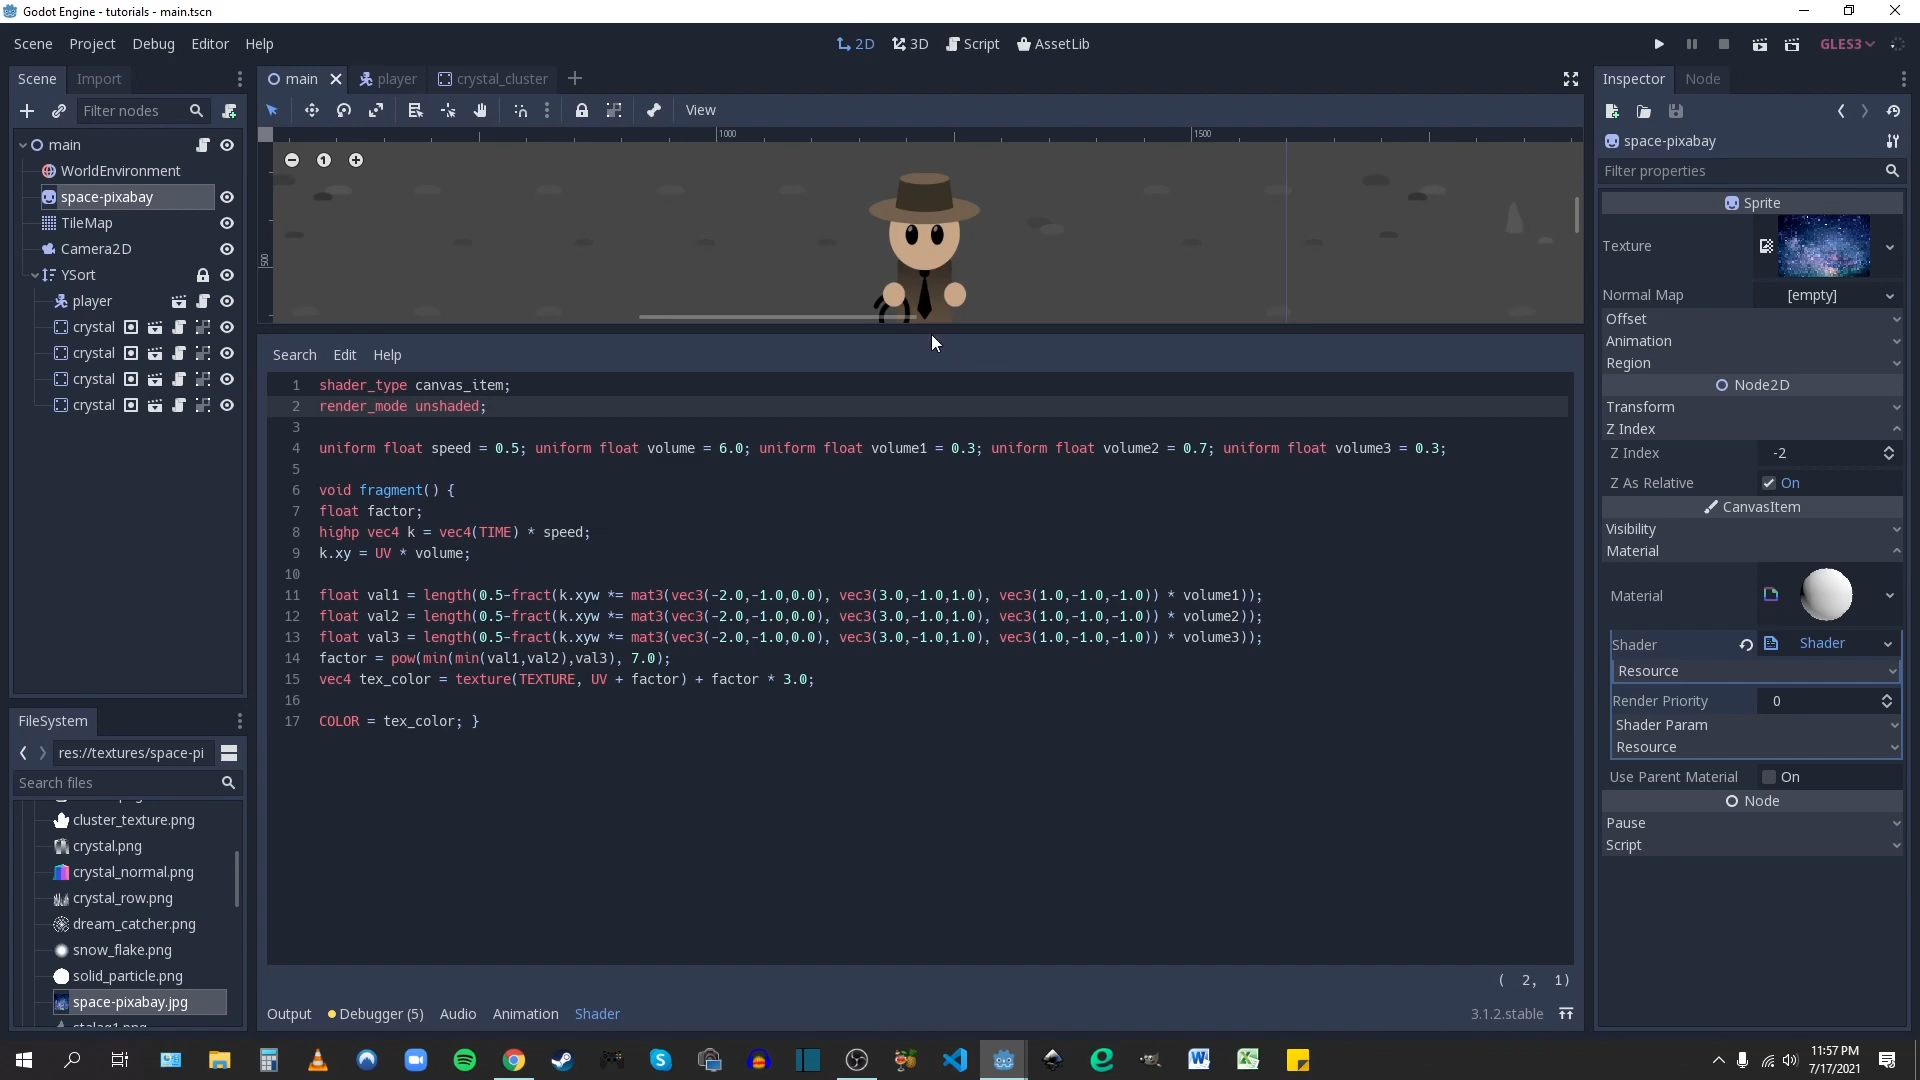 Godot Engine - tutorials - main.tscn
Scene Project Debug Editor Help
2D 3D Script AssetLib
GLES3
Scene Import
main player crystal_cluster
Inspector Node
Filter nodes
View
main
WorldEnvironment
space-pixabay
TileMap
Camera2D
YSort
player
crystal
crystal
crystal
crystal
1000 1500
500
1
space-pixabay
Filter properties
Sprite
Texture
Normal Map [empty]
Offset
Animation
Region
Node2D
Transform
Z Index
Z Index -2
Z As Relative On
CanvasItem
Visibility
Material
Material
Shader Shader
Resource
Render Priority 0
Shader Param
Resource
Use Parent Material On
Node
Pause
Script
Search Edit Help
1 shader_type canvas_item;
2 render_mode unshaded;
3
4 uniform float speed = 0.5; uniform float volume = 6.0; uniform float volume1 = 0.3; uniform float volume2 = 0.7; uniform float volume3 = 0.3;
5
6 void fragment() {
7 float factor;
8 highp vec4 k = vec4(TIME) * speed;
9 k.xy = UV * volume;
10
11 float val1 = length(0.5-fract(k.xyw *= mat3(vec3(-2.0,-1.0,0.0), vec3(3.0,-1.0,1.0), vec3(1.0,-1.0,-1.0)) * volume1));
12 float val2 = length(0.5-fract(k.xyw *= mat3(vec3(-2.0,-1.0,0.0), vec3(3.0,-1.0,1.0), vec3(1.0,-1.0,-1.0)) * volume2));
13 float val3 = length(0.5-fract(k.xyw *= mat3(vec3(-2.0,-1.0,0.0), vec3(3.0,-1.0,1.0), vec3(1.0,-1.0,-1.0)) * volume3));
14 factor = pow(min(min(val1,val2),val3), 7.0);
15 vec4 tex_color = texture(TEXTURE, UV + factor) + factor * 3.0;
16
17 COLOR = tex_color; }
( 2, 1)
Output Debugger (5) Audio Animation Shader 3.1.2.stable
FileSystem
res://textures/space-pi
Search files
cluster_texture.png
crystal.png
crystal_normal.png
crystal_row.png
dream_catcher.png
snow_flake.png
solid_particle.png
space-pixabay.jpg
11:57 PM
7/17/2021